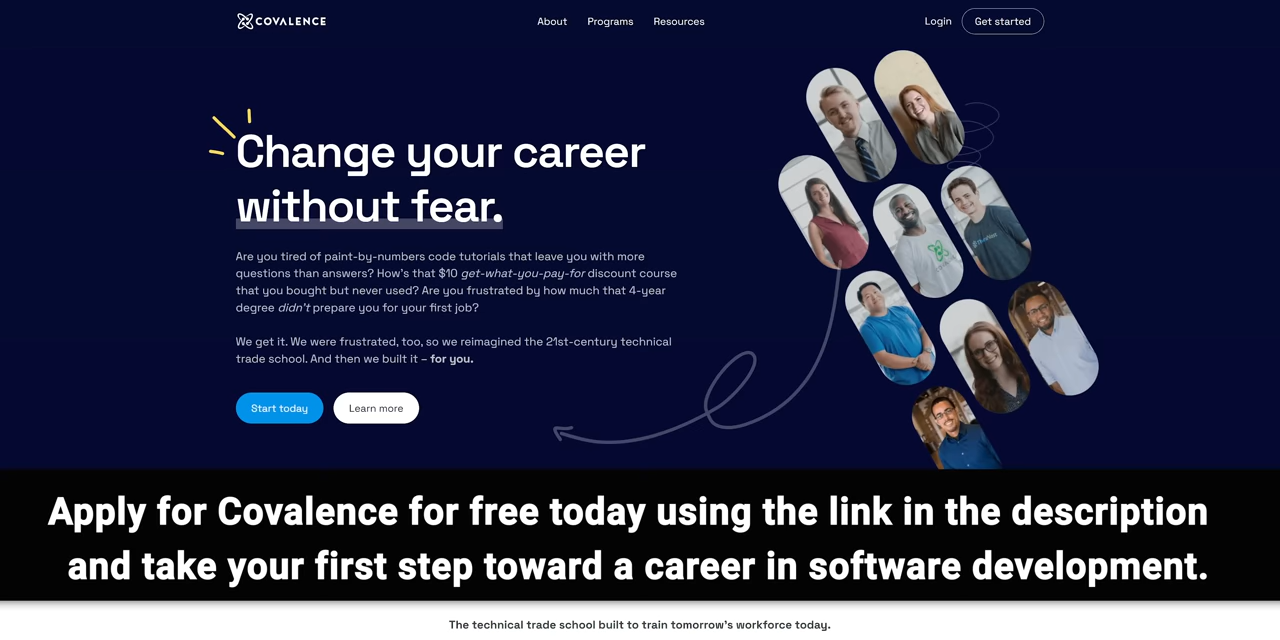 COVALENCE
About Programs Resources
Login Get started
Change your career
without fear.
Are you tired of paint-by-numbers code tutorials that leave you with more
questions than answers? How's that $10 get-what-you-pay-for discount course
that you bought but never used? Are you frustrated by how much that 4-year
degree didn't prepare you for your first job?
We get it. We were frustrated, too, so we reimagined the 21st-century technical
trade school. And then we built it – for you.
Start today Learn more
Apply for Covalence for free today using the link in the description
and take your first step toward a career in software development.
The technical trade school built to train tomorrow's workforce today.